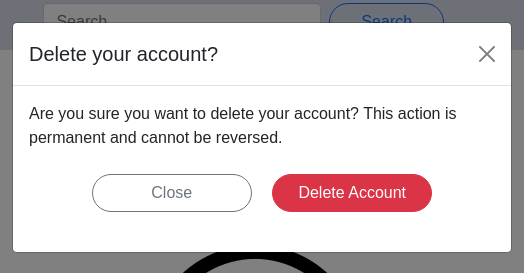 Search
Search
Delete your account?
Are you sure you want to delete your account? This action is
permanent and cannot be reversed.
Close
Delete Account